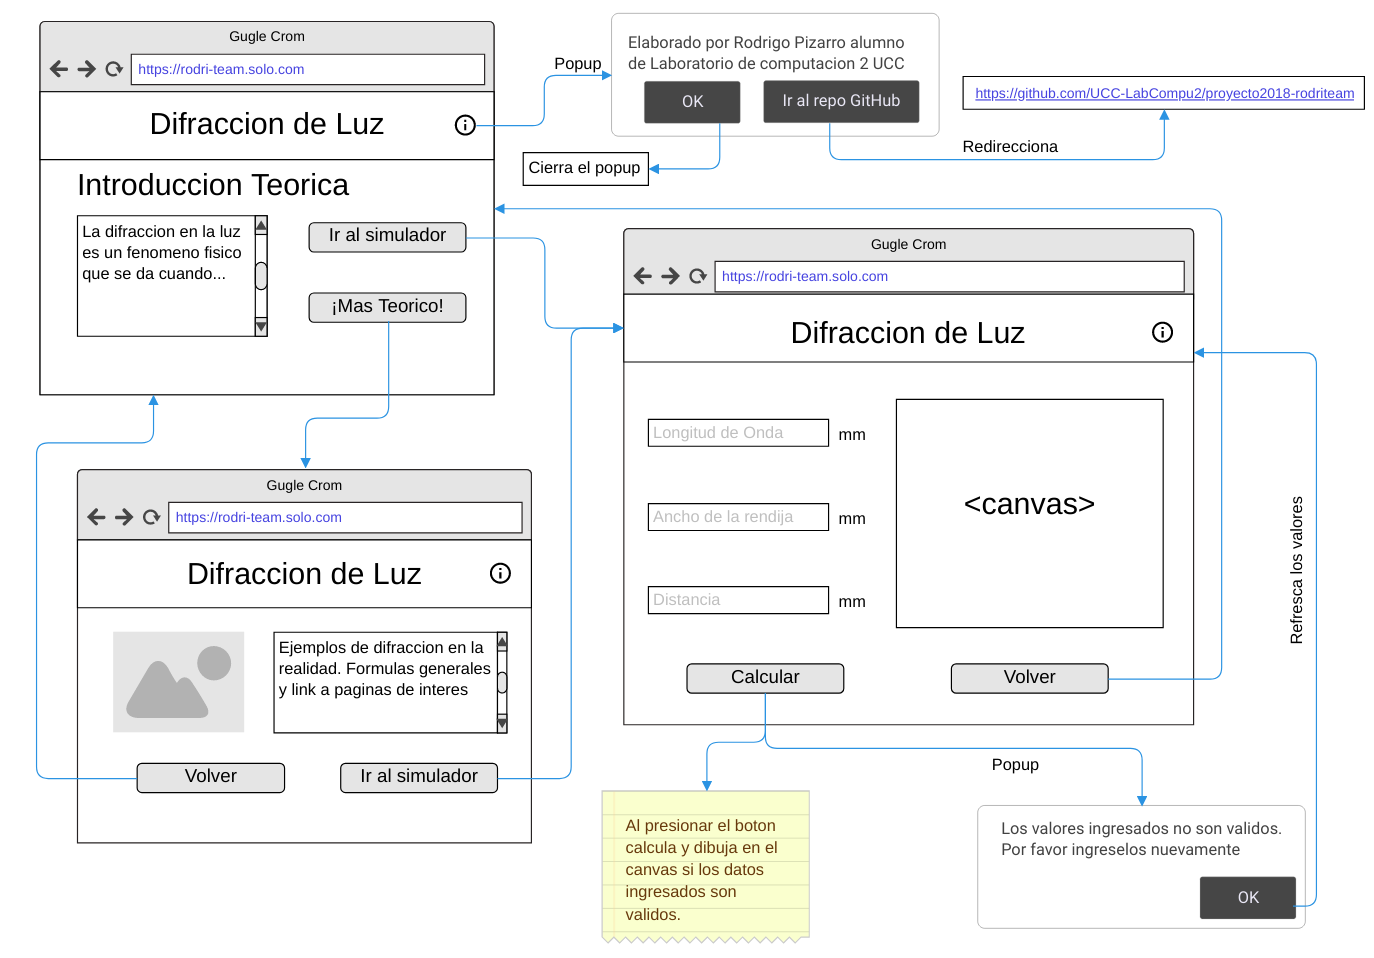 Gugle Crom
https://rodri-team.solo.com
Difraccion de Luz
Introduccion Teorica
La difraccion en la luz
es un fenomeno fisico
que se da cuando...
Ir al simulador
¡Mas Teorico!
Popup
Elaborado por Rodrigo Pizarro alumno
de Laboratorio de computacion 2 UCC
OK
Ir al repo GitHub
Cierra el popup
Redirecciona
https://github.com/UCC-LabCompu2/proyecto2018-rodriteam
Gugle Crom
https://rodri-team.solo.com
Difraccion de Luz
Longitud de Onda
mm
Ancho de la rendija
mm
Distancia
mm
<canvas>
Calcular
Volver
Refresca los valores
Gugle Crom
https://rodri-team.solo.com
Difraccion de Luz
Ejemplos de difraccion en la
realidad. Formulas generales
y link a paginas de interes
Volver
Ir al simulador
Al presionar el boton
calcula y dibuja en el
canvas si los datos
ingresados son
validos.
Popup
Los valores ingresados no son validos.
Por favor ingreselos nuevamente
OK